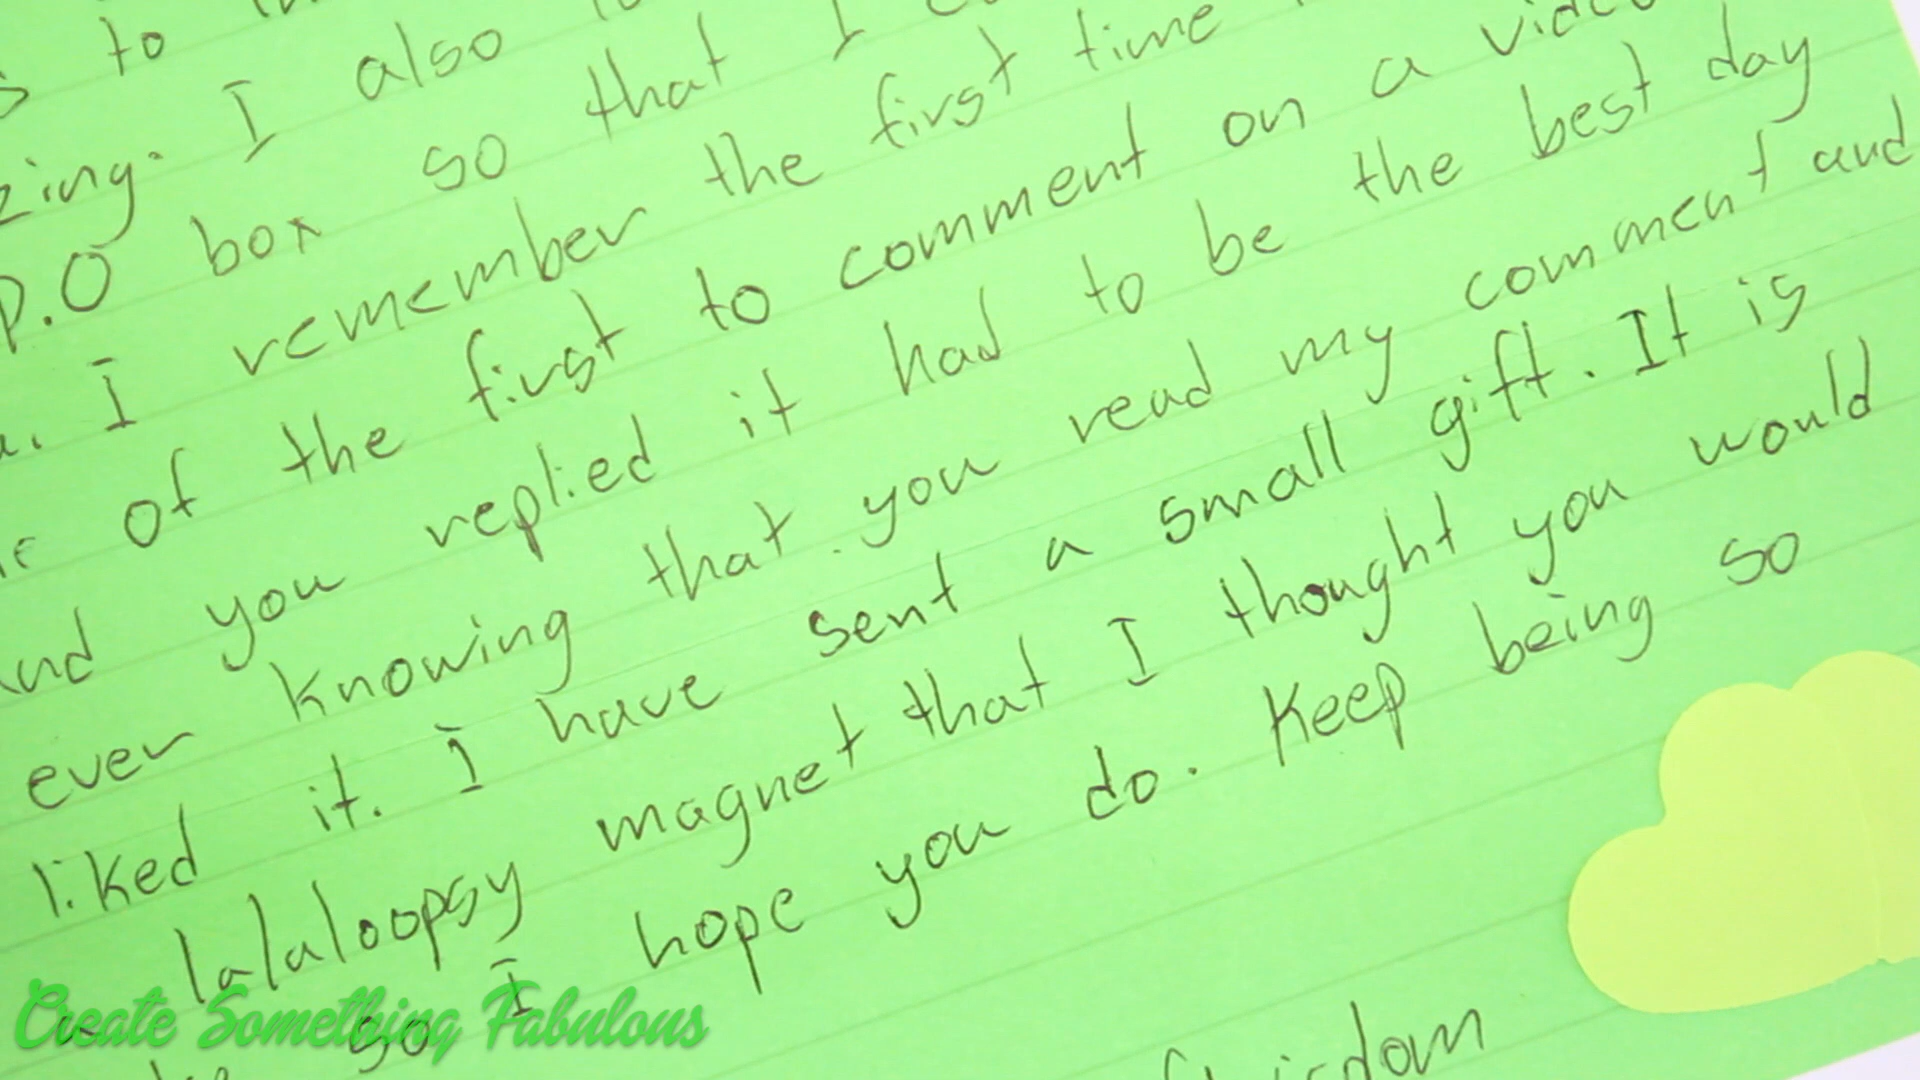 to
I also
P.O box so that I
I remember the first time
of the first to comment on a video
and you replied it had to be the best day
ever knowing that you read my comment and
liked it. I have sent a small gift. It is
lalaloopsy magnet that I thought you would
so I hope you do. Keep being so
Create Something Fabulous